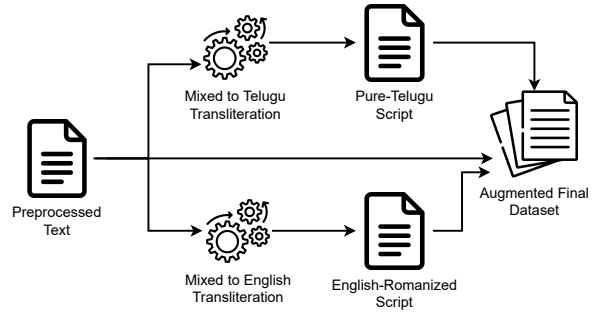 Mixed to Telugu
Transliteration
Pure-Telugu
Script
Preprocessed
Text
Augmented Final
Dataset
Mixed to English
Transliteration
English-Romanized
Script